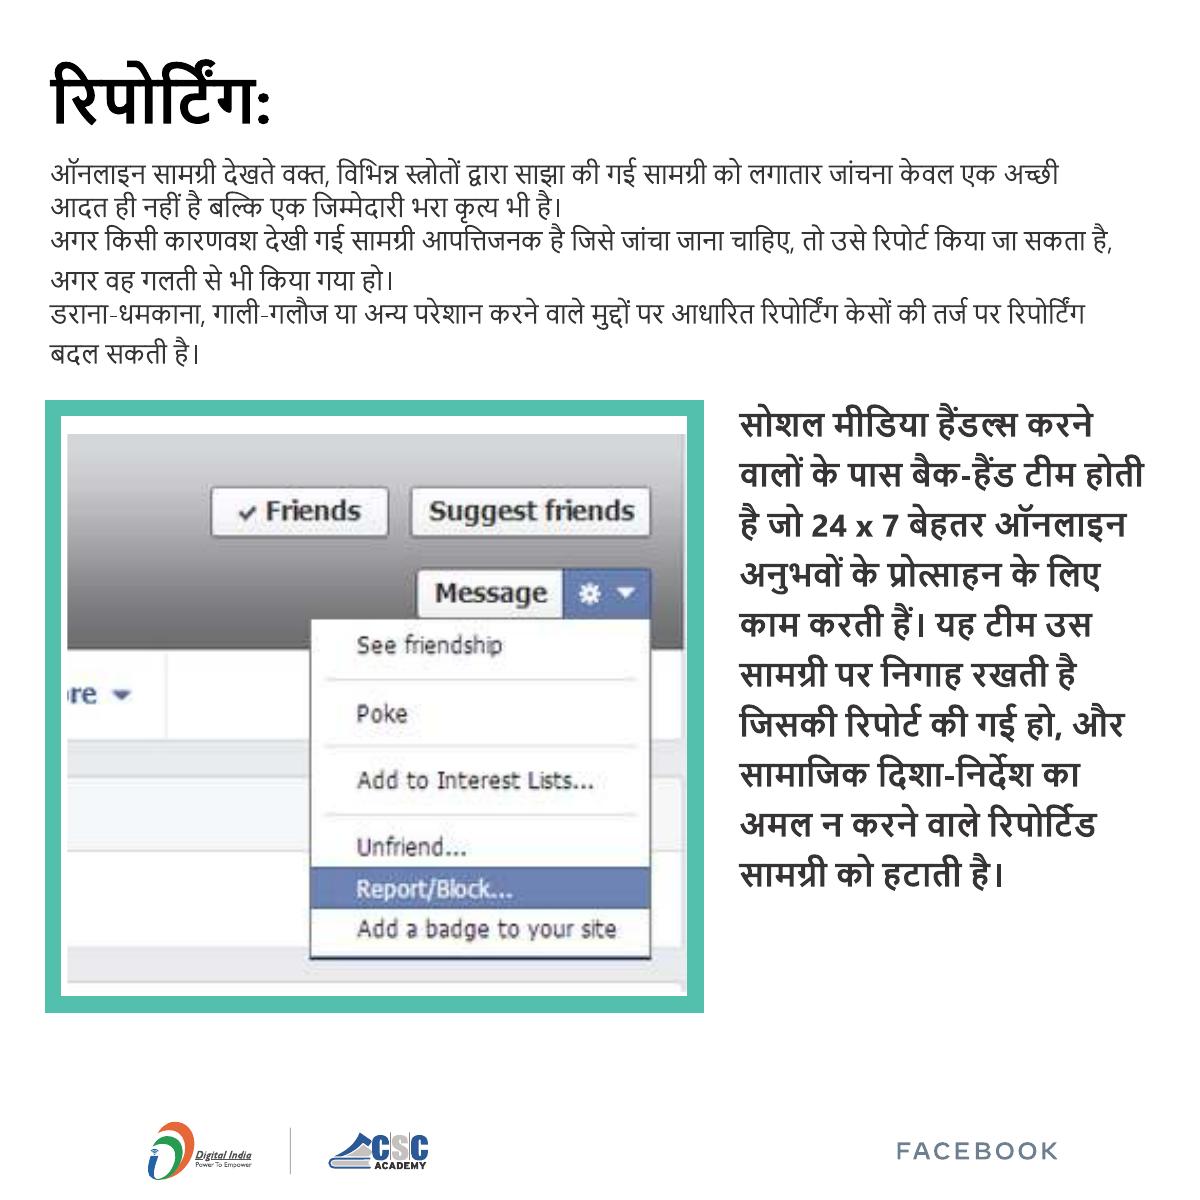 रिपोर्टिंग:
ऑनलाइन सामग्री देखते वक्त, विभिन्न स्त्रोतों द्वारा साझा की गई सामग्री को लगातार जांचना केवल एक अच्छी
आदत ही नहीं है बल्कि एक जिम्मेदारी भरा कृत्य भी है।
अगर किसी कारणवश देखी गई सामग्री आपत्तिजनक है जिसे जांचा जाना चाहिए, तो उसे रिपोर्ट किया जा सकता है,
अगर वह गलती से भी किया गया हो।
डराना-धमकाना, गाली-गलौज या अन्य परेशान करने वाले मुद्दों पर आधारित रिपोर्टिंग केसों की तर्ज पर रिपोर्टिंग
बदल सकती है।
✓ Friends
Suggest friends
Message
See friendship
re
Poke
Add to Interest Lists...
Unfriend...
Report/Block...
Add a badge to your site
सोशल मीडिया हैंडल्स करने
वालों के पास बैक-हैंड टीम होती
है जो 24 x 7 बेहतर ऑनलाइन
अनुभवों के प्रोत्साहन के लिए
काम करती हैं। यह टीम उस
सामग्री पर निगाह रखती है
जिसकी रिपोर्ट की गई हो, और
सामाजिक दिशा-निर्देश का
अमल न करने वाले रिपोर्टिड
सामग्री को हटाती है।
Digital India
Power To Empower
CSC
ACADEMY
FACEBOOK